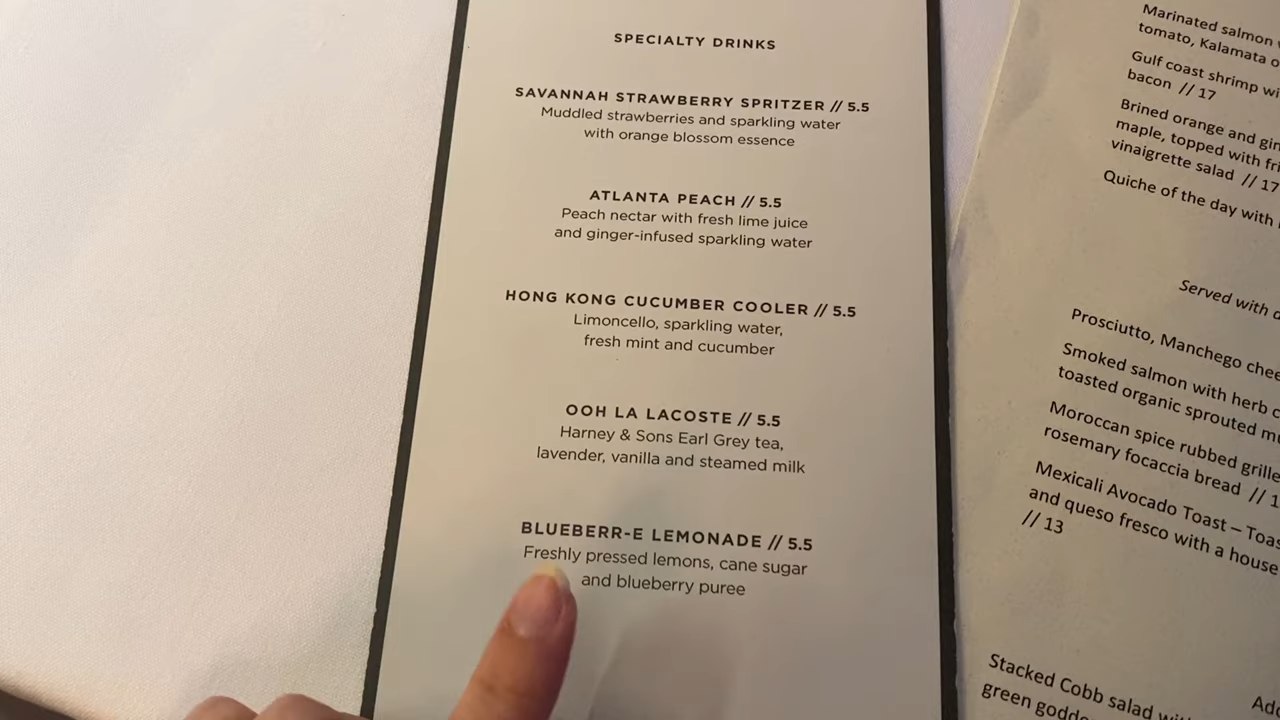 SPECIALTY DRINKS
SAVANNAH STRAWBERRY SPRITZER // 5.5
Muddled strawberries and sparkling water
with orange blossom essence
ATLANTA PEACH // 5.5
Peach nectar with fresh lime juice
and ginger-infused sparkling water
HONG KONG CUCUMBER COOLER // 5.5
Limoncello, sparkling water,
fresh mint and cucumber
OOH LA LACOSTE // 5.5
Harney & Sons Earl Grey tea,
lavender, vanilla and steamed milk
BLUEBERR-E LEMONADE // 5.5
Freshly pressed lemons, cane sugar
and blueberry puree
Marinated salmon
tomato, Kalamata
Gulf coast shrimp
bacon // 17
Brined orange and
maple, topped with
vinaigrette salad // 17
Quiche of the day with
Served with
Prosciutto, Manchego
Smoked salmon with herb
toasted organic sprouted
Moroccan spice rubbed
rosemary focaccia bread //
Mexicali Avocado Toast –
and queso fresco with a house
// 13
Stacked Cobb salad
green